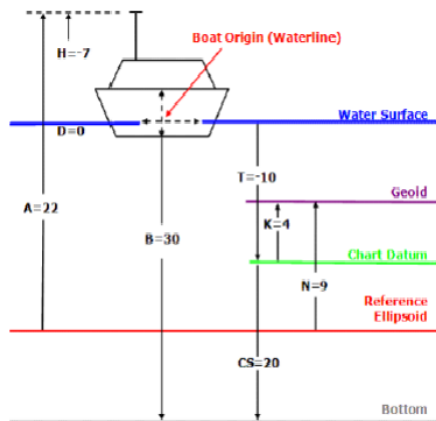 Boat Origin (Waterline)
H=-7
Water Surface
D=0
T=-10
Geoid
A=22
K=4
B=30
Chart Datum
N=9
Reference
Ellipsoid
CS=20
Bottom